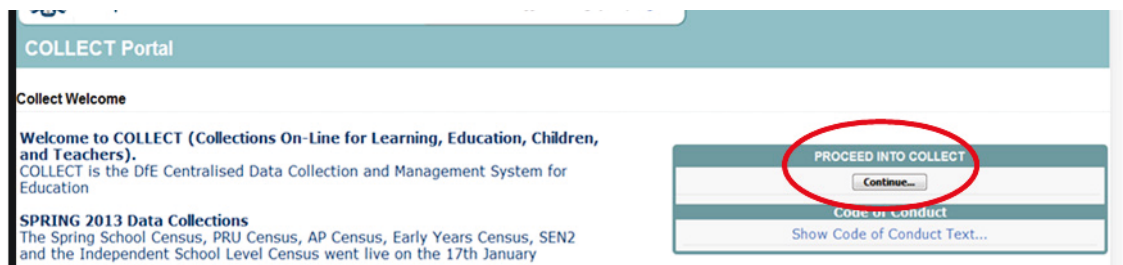 COLLECT Portal
Collect Welcome
Welcome to COLLECT (Collections On-Line for Learning, Education, Children,
and Teachers).
COLLECT is the DfE Centralised Data Collection and Management System for
Education
SPRING 2013 Data Collections
The Spring School Census, PRU Census, AP Census, Early Years Census, SEN2
and the Independent School Level Census went live on the 17th January
PROCEED INTO COLLECT
Continue...
Code of Conduct
Show Code of Conduct Text...